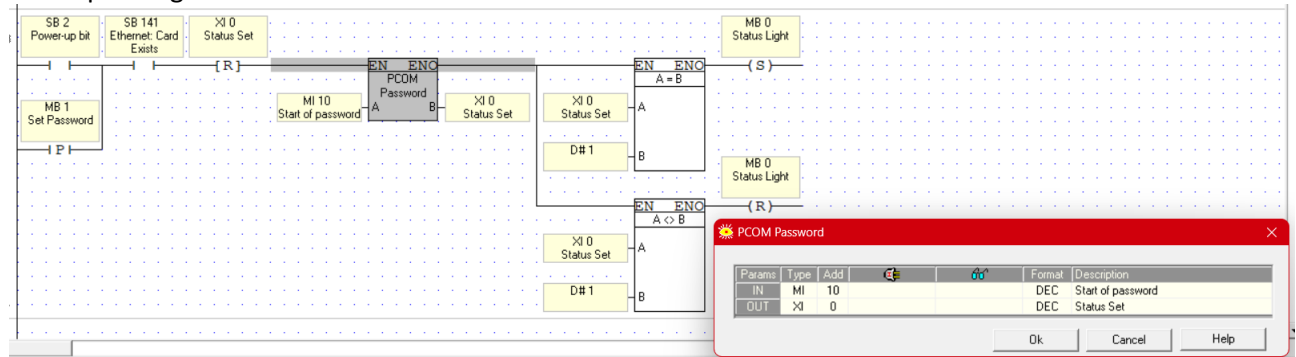 SB 2
Power-up bit
SB 141
Ethernet: Card
Exists
XI 0
Status Set
MB 0
Status Light
[R]
EN ENO
PCOM
Password
A B
EN ENO
A = B
(S)
MB 1
Set Password
P
MI 10
Start of password
XI 0
Status Set
XI 0
Status Set
A
D# 1
B
MB 0
Status Light
EN ENO
A <> B
(R)
XI 0
Status Set
A
D# 1
B
PCOM Password
Params Type Add Format Description
IN MI 10 DEC Start of password
OUT XI 0 DEC Status Set
Ok Cancel Help